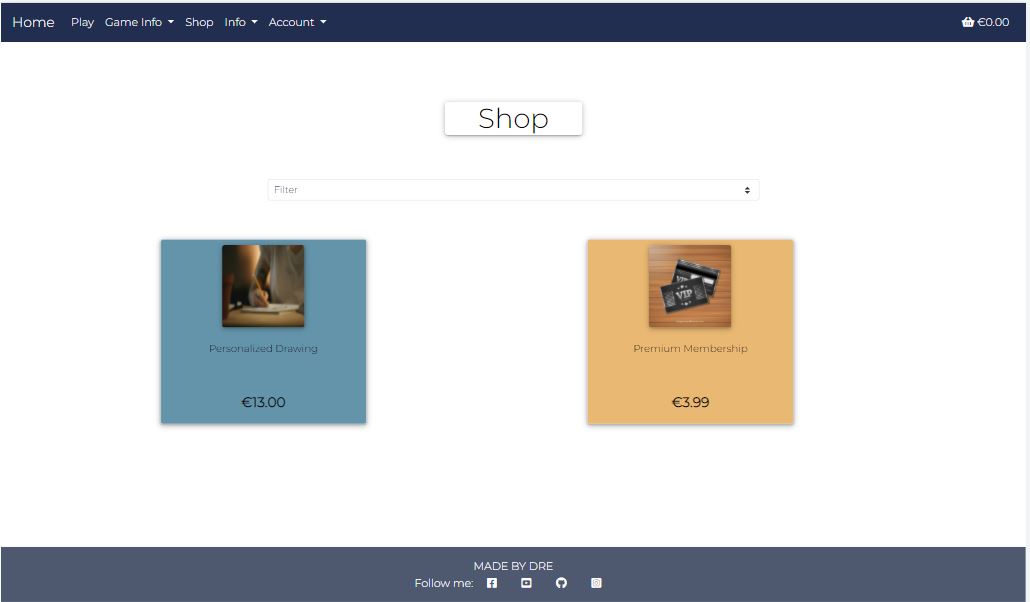 Home Play Game Info Shop Info Account €0.00
Shop
Filter
VIP
Personalized Drawing
Premium Membership
€13.00
€3.99
MADE BY DRE
Follow me: